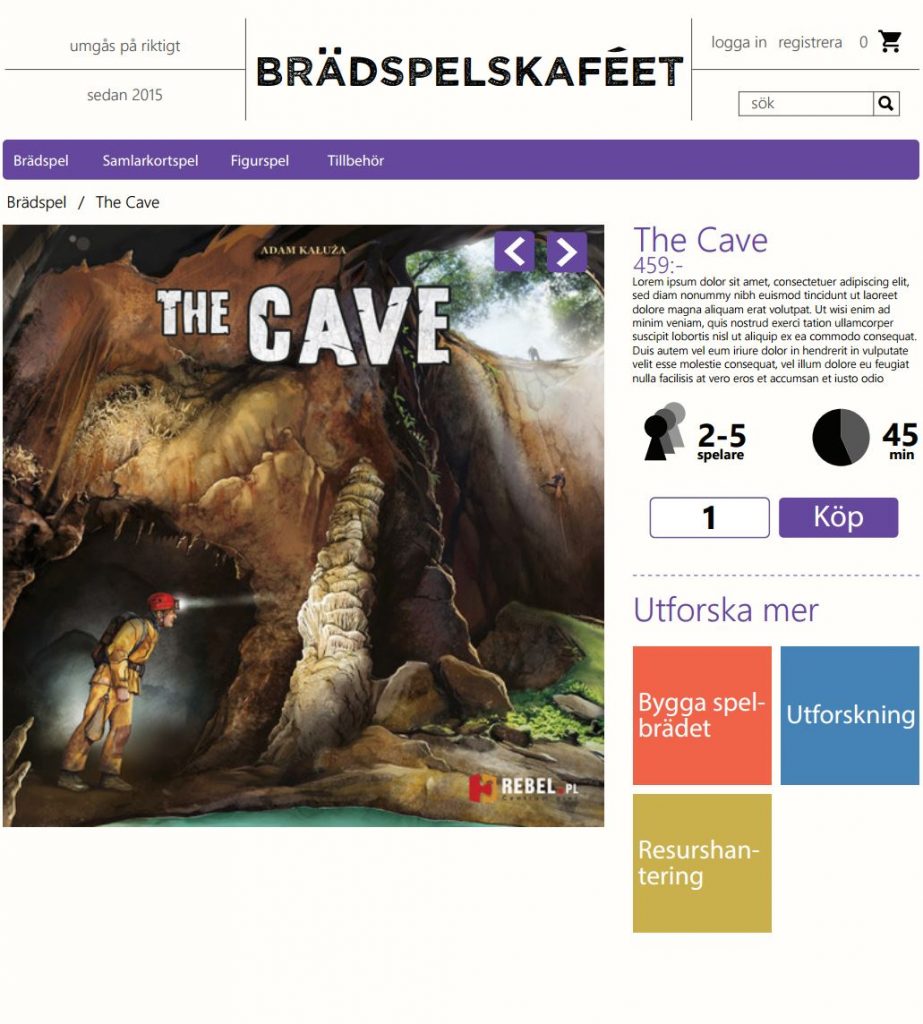 umgås på riktigt
sedan 2015
BRÄDSPELSKAFÉET
logga in registrera 0
sök
Brädspel Samlarkortspel Figurspel Tillbehör
Brädspel / The Cave
ADAM KAŁUŻA
THE CAVE
REBEL.PL
The Cave
459:-
Lorem ipsum dolor sit amet, consectetuer adipiscing elit,
sed diam nonummy nibh euismod tincidunt ut laoreet
dolore magna aliquam erat volutpat. Ut wisi enim ad
minim veniam, quis nostrud exerci tation ullamcorper
suscipit lobortis nisl ut aliquip ex ea commodo consequat.
Duis autem vel eum iriure dolor in hendrerit in vulputate
velit esse molestie consequat, vel illum dolore eu feugiat
nulla facilisis at vero eros et accumsan et iusto odio
2-5
spelare
45
min
1
Köp
Utforska mer
Bygga spel-
brädet
Utforskning
Resurshan-
tering